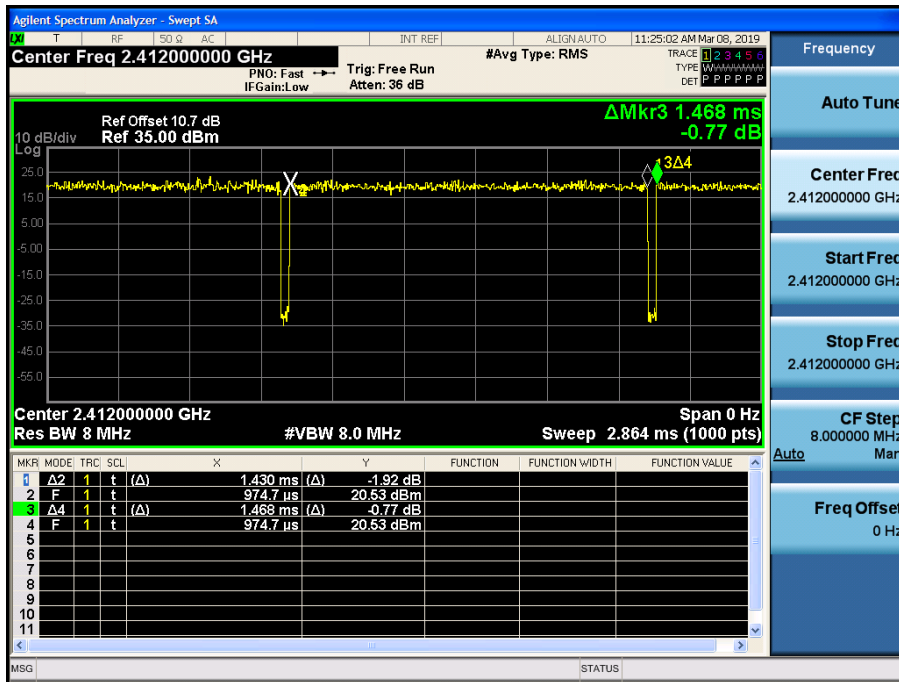 Agilent Spectrum Analyzer - Swept SA
LXI T RF 50 Ω AC INT REF ALIGN AUTO 11:25:02 AM Mar 08, 2019
Center Freq 2.412000000 GHz
PNO: Fast
IFGain:Low
Trig: Free Run
Atten: 36 dB
#Avg Type: RMS
TRACE 1 2 3 4 5 6
TYPE WWWWWW
DET P P P P P P
Frequency
Auto Tune
Ref Offset 10.7 dB
10 dB/div Ref 35.00 dBm
Log
ΔMkr3 1.468 ms
-0.77 dB
25.0
15.0
5.00
-5.00
-15.0
-25.0
-35.0
-45.0
-55.0
3Δ4
Center Freq
2.412000000 GHz
Start Freq
2.412000000 GHz
Stop Freq
2.412000000 GHz
CF Step
8.000000 MHz
Auto Man
Freq Offset
0 Hz
Center 2.412000000 GHz Span 0 Hz
Res BW 8 MHz #VBW 8.0 MHz Sweep 2.864 ms (1000 pts)
MKR MODE TRC SCL X Y FUNCTION FUNCTION WIDTH FUNCTION VALUE
1 Δ2 1 t (Δ) 1.430 ms (Δ) -1.92 dB
2 F 1 t 974.7 µs 20.53 dBm
3 Δ4 1 t (Δ) 1.468 ms (Δ) -0.77 dB
4 F 1 t 974.7 µs 20.53 dBm
5
6
7
8
9
10
11
MSG STATUS